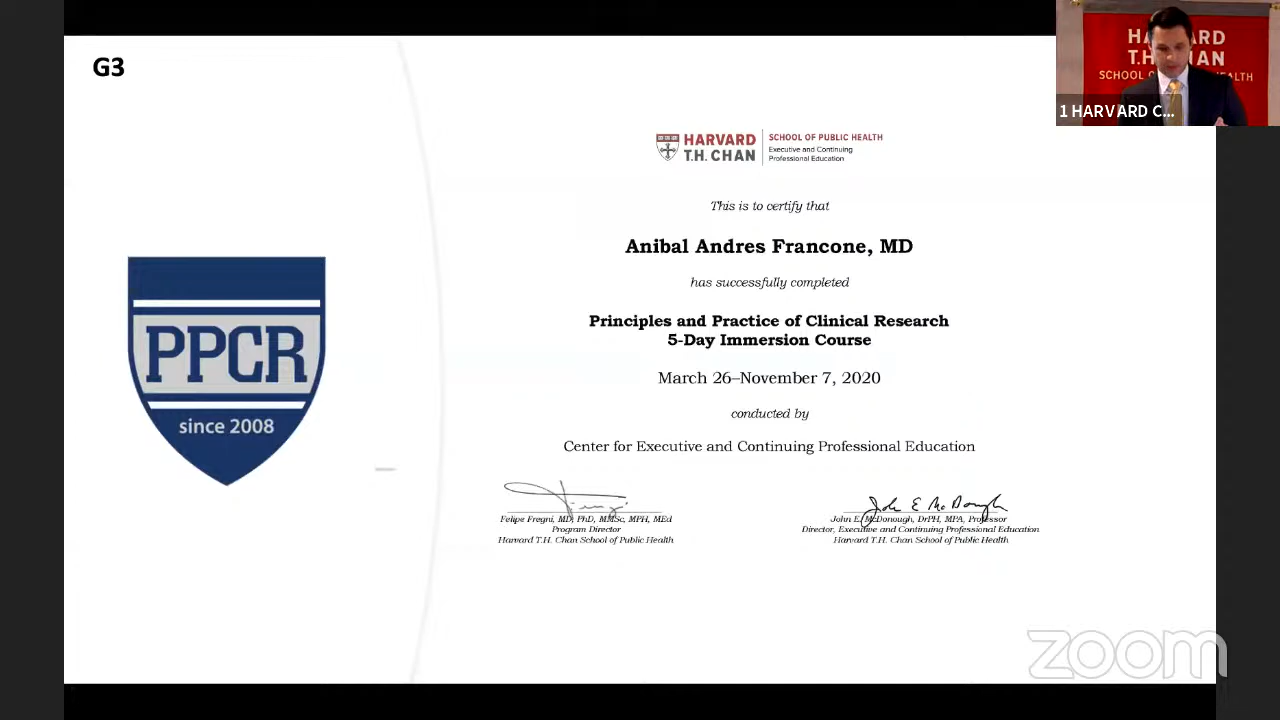 G3
HARVARD
T.H. CHAN
SCHOOL OF PUBLIC HEALTH
Executive and Continuing
Professional Education
This is to certify that
Anibal Andres Francone, MD
has successfully completed
Principles and Practice of Clinical Research
5-Day Immersion Course
March 26–November 7, 2020
conducted by
Center for Executive and Continuing Professional Education
John E McDonough
Felipe Fregni, MD, PhD, MMSc, MPH, MEd
Program Director
Harvard T.H. Chan School of Public Health
John E. McDonough, DrPH, MPA, Professor
Director, Executive and Continuing Professional Education
Harvard T.H. Chan School of Public Health
PPCR
since 2008
1 HARVARD C...
zoom